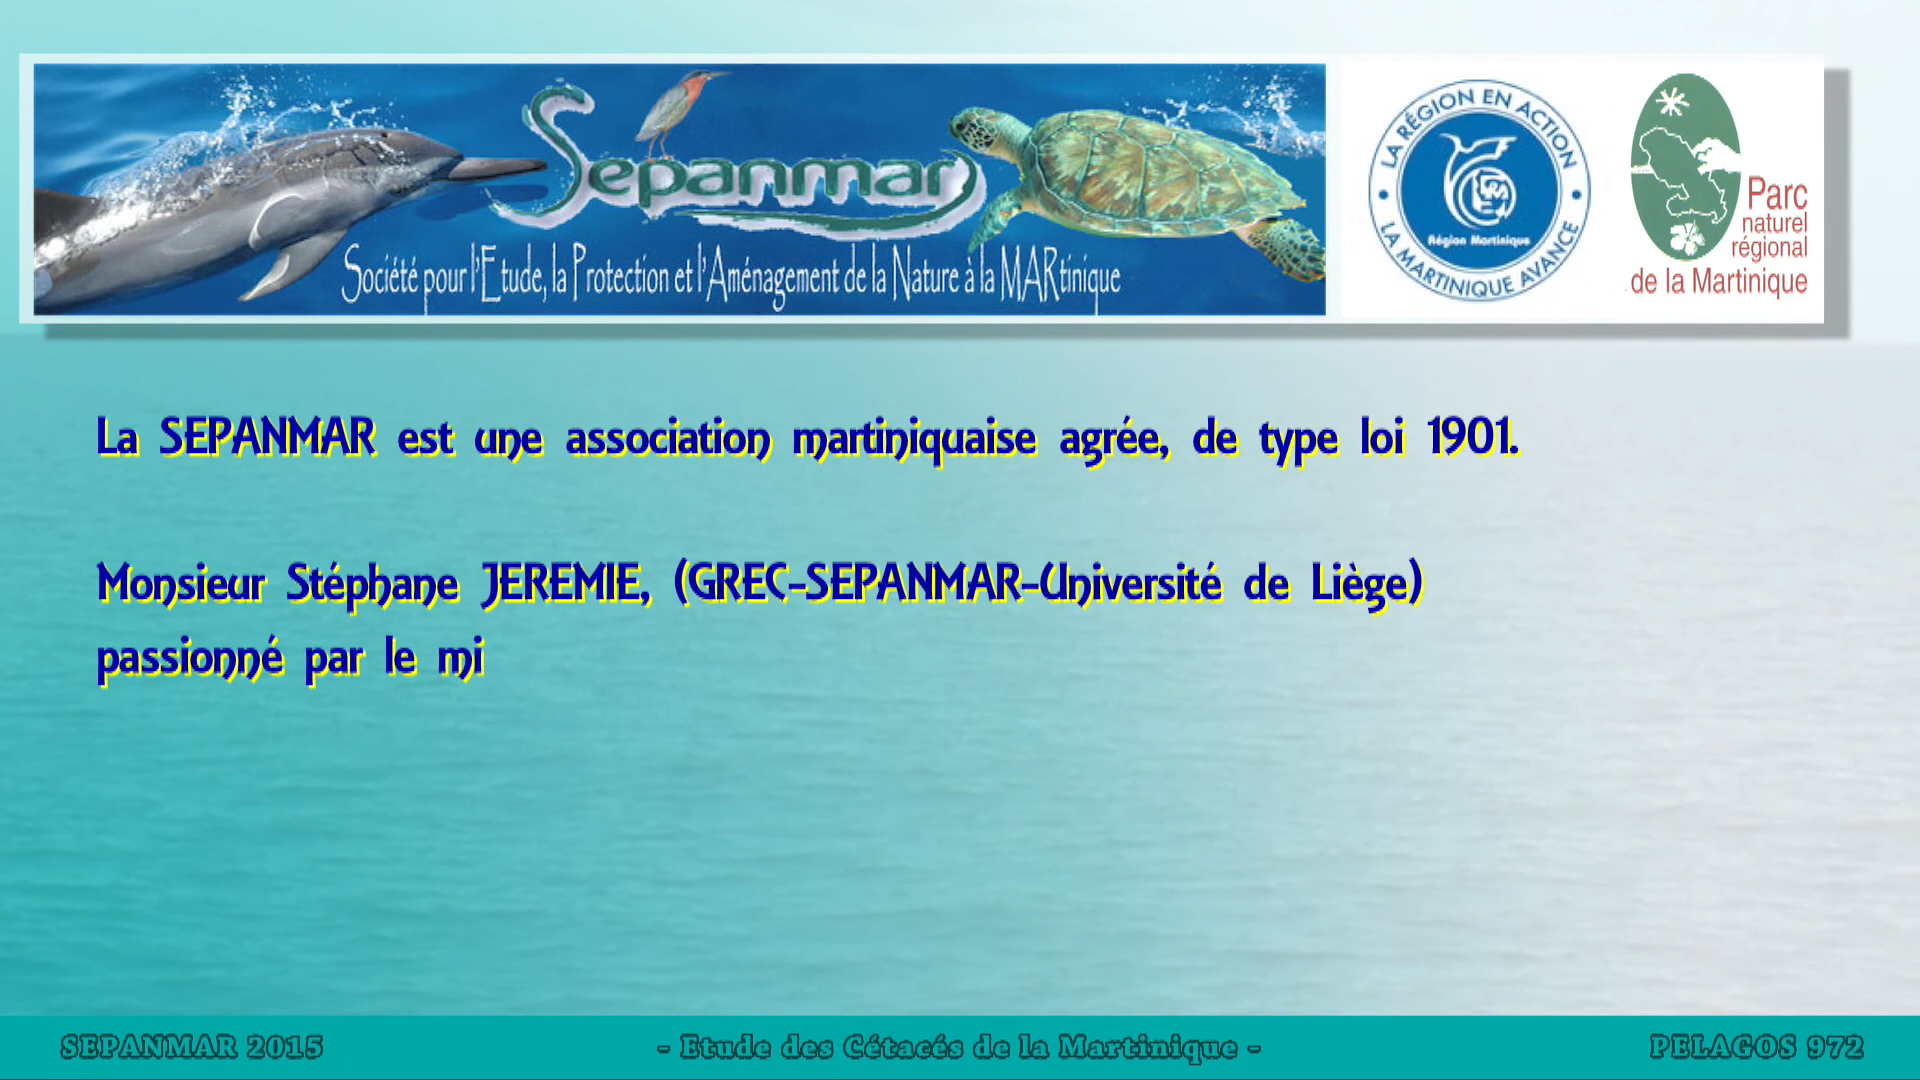 Sepanmar
Société pour l'Etude, la Protection et l'Aménagement de la Nature à la MARtinique
LA RÉGION EN ACTION
Région Martinique
LA MARTINIQUE AVANCE
Parc
naturel
régional
de la Martinique
La SEPANMAR est une association martiniquaise agrée, de type loi 1901.
Monsieur Stéphane JEREMIE, (GREC-SEPANMAR-Université de Liège)
passionné par le mi
SEPANMAR 2015
- Etude des Cétacés de la Martinique -
PELAGOS 972